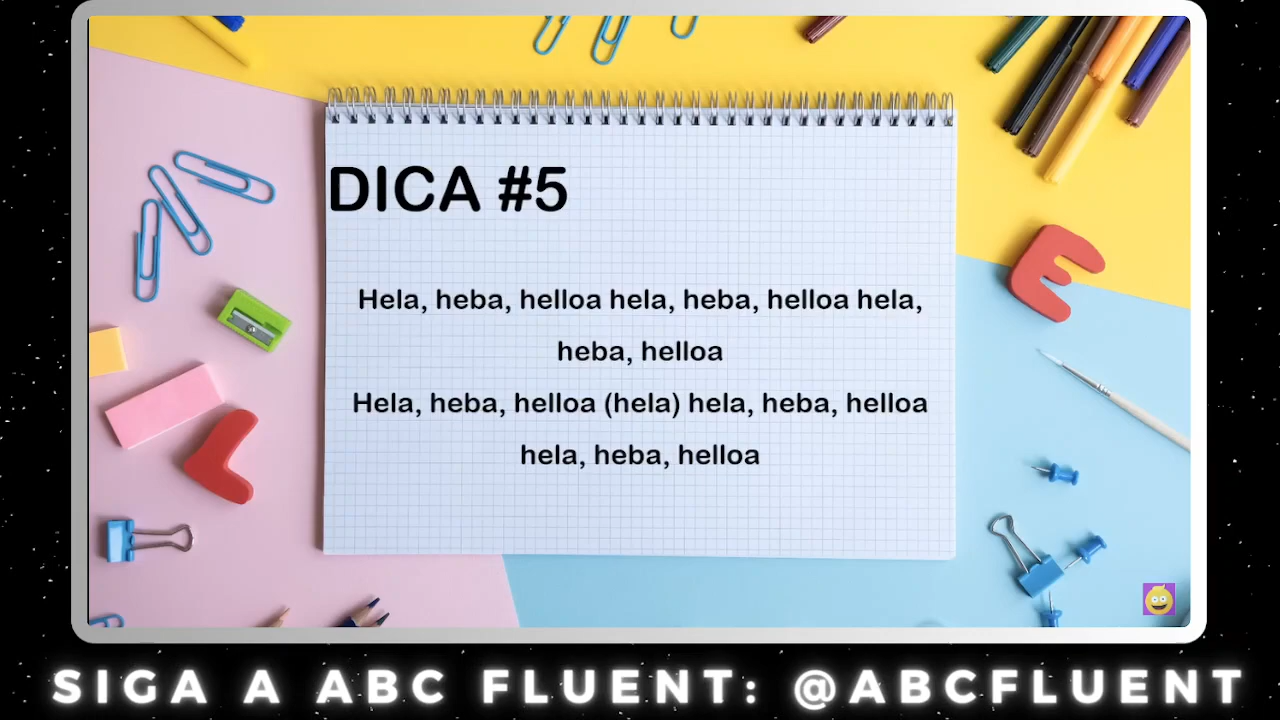 DICA #5
Hela, heba, helloa hela, heba, helloa hela,
heba, helloa
Hela, heba, helloa (hela) hela, heba, helloa
hela, heba, helloa
SIGA A ABC FLUENT: @ABCFLUENT